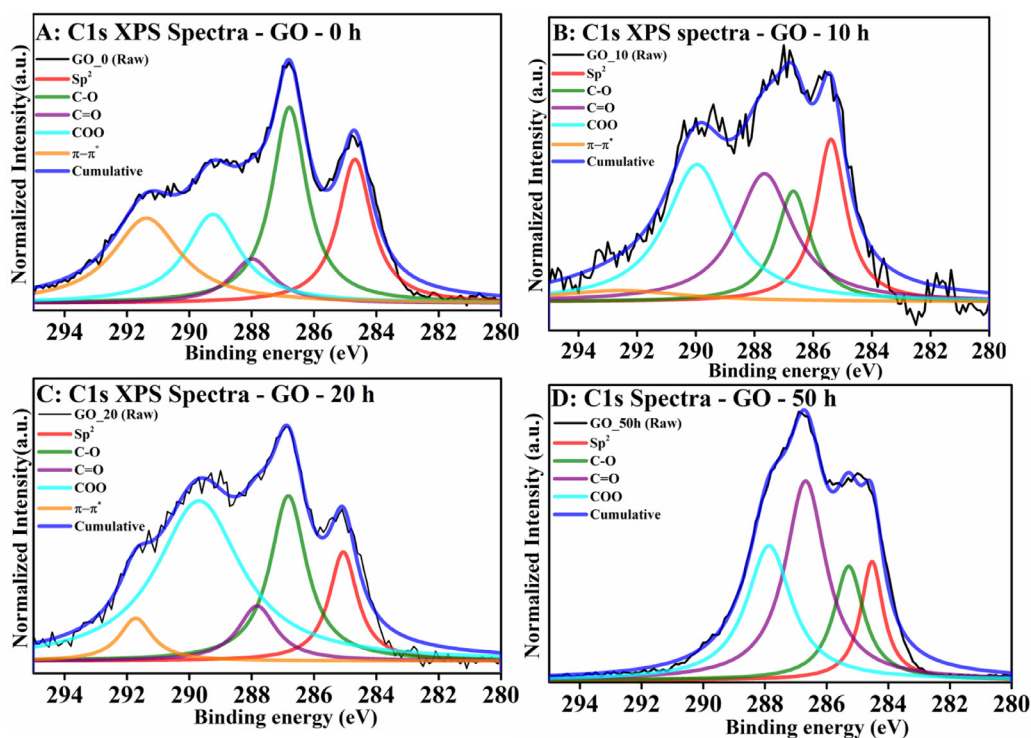 A: C1s XPS Spectra - GO - 0 h
GO_0 (Raw)
Sp²
C-O
C=O
COO
π-π*
Cumulative
Normalized Intensity(a.u.)
294 292 290 288 286 284 282 280
Binding energy (eV)
B: C1s XPS spectra - GO - 10 h
GO_10 (Raw)
Sp²
C-O
C=O
COO
π-π*
Cumulative
Normalized Intensity (a.u.)
294 292 290 288 286 284 282 280
Binding energy (eV)
C: C1s XPS Spectra - GO - 20 h
GO_20 (Raw)
Sp²
C-O
C=O
COO
π-π*
Cumulative
Normalized Intensity(a.u.)
294 292 290 288 286 284 282 280
Binding energy (eV)
D: C1s Spectra - GO - 50 h
GO_50h (Raw)
Sp²
C-O
C=O
COO
Cumulative
Normalized Intensity (a.u.)
294 292 290 288 286 284 282 280
Binding energy (eV)